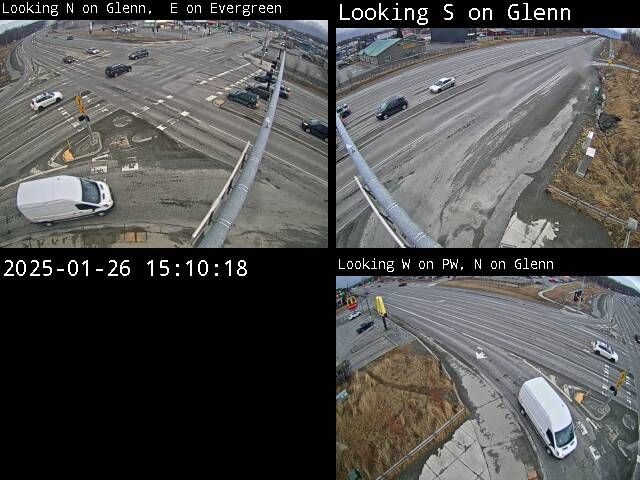 Looking N on Glenn,  E on Evergreen
Looking S on Glenn
2025-01-26 15:10:18
Looking W on PW, N on Glenn